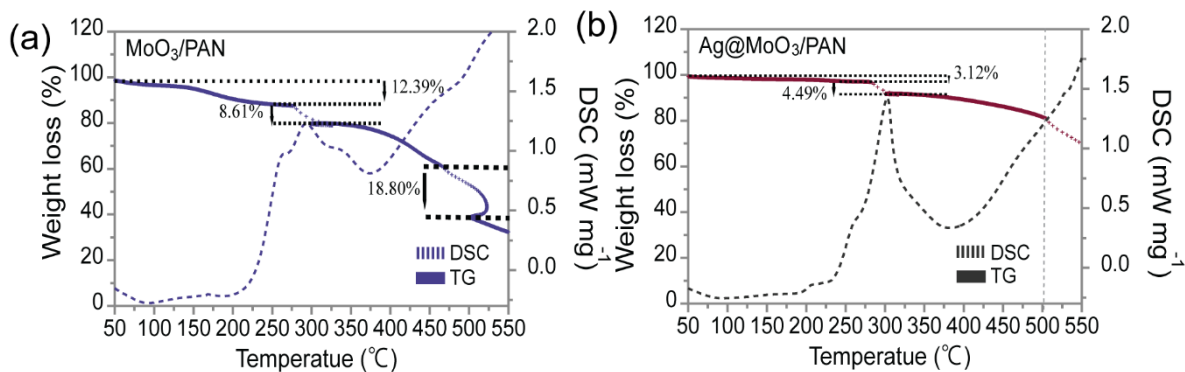 (a)
MoO3/PAN
Weight loss (%)
120
100
80
60
40
20
0
12.39%
8.61%
18.80%
DSC
TG
50 100 150 200 250 300 350 400 450 500 550
Temperatue (℃)
2.0
1.5
1.0
0.5
0.0
DSC (mW mg-1)
(b)
Ag@MoO3/PAN
Weight loss (%)
120
100
80
60
40
20
0
3.12%
4.49%
DSC
TG
50 100 150 200 250 300 350 400 450 500 550
Temperatue (℃)
2.0
1.5
1.0
0.5
0.0
DSC (mW mg-1)